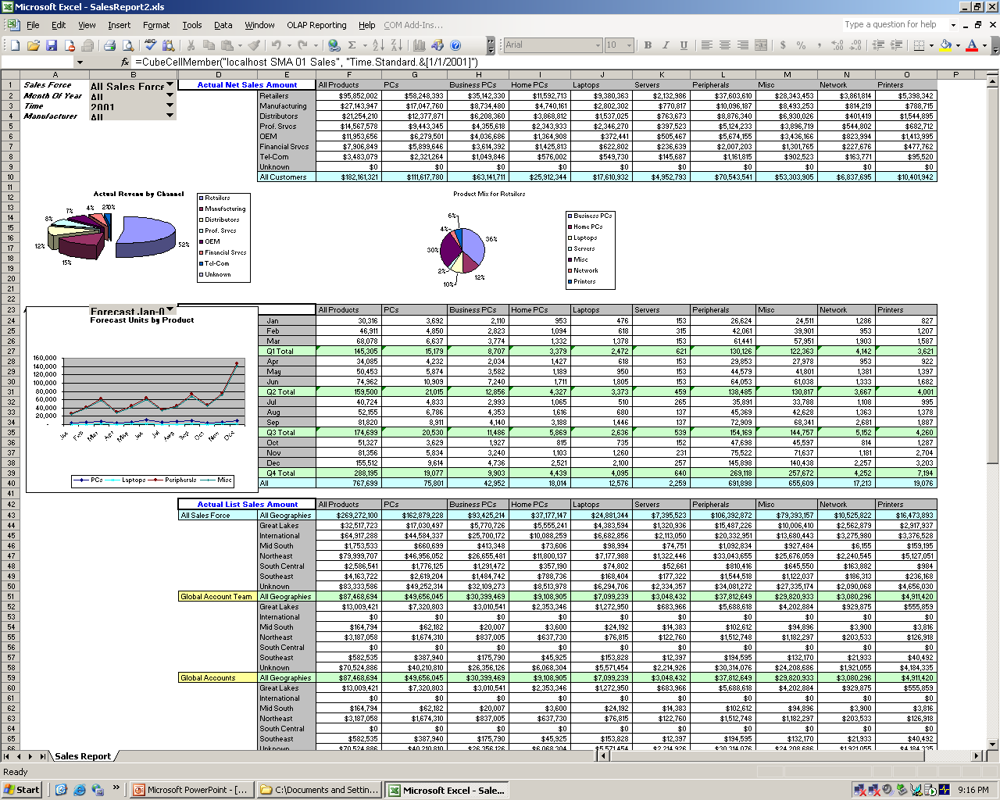 Microsoft Excel - SalesReport2.xls
File Edit View Insert Format Tools Data Window OLAP Reporting Help COM Add-Ins... Type a question for help
Arial 10 B I U
fx =CubeCellMember("localhost SMA 01 Sales", "Time.Standard.&[1/1/2001]")
A B C D E F G H I J K L M N O P
1 Sales Force All Sales Force Actual Net Sales Amount All Products PCs Business PCs Home PCs Laptops Servers Peripherals Misc Network Printers
2 Month Of Year All Retailers $95,852,002 $58,248,393 $35,142,330 $11,592,713 $9,380,363 $2,132,986 $37,603,610 $28,343,453 $3,861,814 $5,398,342
3 Time 2001 Manufacturing $27,143,947 $17,047,760 $8,734,480 $4,740,161 $2,802,302 $770,817 $10,096,187 $8,493,253 $814,219 $788,715
4 Manufacturer All Distributors $21,254,210 $12,377,871 $6,208,360 $3,868,812 $1,537,025 $763,673 $8,876,340 $6,930,026 $401,419 $1,544,895
5 Prof. Srvcs $14,567,578 $9,443,345 $4,355,618 $2,343,933 $2,346,270 $397,523 $5,124,233 $3,896,719 $544,802 $682,712
6 OEM $11,953,656 $6,279,501 $4,036,686 $1,364,908 $372,441 $505,467 $5,674,155 $3,436,166 $823,994 $1,413,995
7 Financial Srvcs $7,906,849 $5,899,646 $3,614,392 $1,425,813 $622,802 $236,639 $2,007,203 $1,301,765 $227,676 $477,762
8 Tel-Com $3,483,079 $2,321,264 $1,049,846 $576,002 $549,730 $145,687 $1,161,815 $902,523 $163,771 $95,520
9 Unknown $0 $0 $0 $0 $0 $0 $0 $0 $0 $0
10 All Customers $182,161,321 $111,617,780 $63,141,711 $25,912,344 $17,610,932 $4,952,793 $70,543,541 $53,303,905 $6,837,695 $10,401,942
11
12 Actual Revenu by Channel Product Mix for Retailers
Retailers
Manufacturing
Distributors
Prof. Srvcs
OEM
Financial Srvcs
Tel-Com
Unknown
52% 15% 12% 8% 7% 4% 2% 0%
Business PCs
Home PCs
Laptops
Servers
Misc
Network
Printers
36% 12% 10% 2% 30% 4% 6%
13
14
15
16
17
18
19
20
21
22
23 Forecast Jan-0 All Products PCs Business PCs Home PCs Laptops Servers Peripherals Misc Network Printers
24 Jan 30,316 3,692 2,110 953 476 153 26,624 24,511 1,286 827
25 Feb 46,911 4,850 2,823 1,094 618 315 42,061 39,901 953 1,207
26 Mar 68,078 6,637 3,774 1,332 1,378 153 61,441 57,951 1,903 1,587
27 Q1 Total 145,305 15,179 8,707 3,379 2,472 621 130,126 122,363 4,142 3,621
28 Apr 34,085 4,232 2,034 1,427 618 153 29,853 27,978 953 922
29 May 50,453 5,874 3,582 1,189 950 153 44,579 41,801 1,381 1,397
30 Jun 74,962 10,909 7,240 1,711 1,805 153 64,053 61,038 1,333 1,682
31 Q2 Total 159,500 21,015 12,856 4,327 3,373 459 138,485 130,817 3,667 4,001
32 Jul 40,724 4,833 2,993 1,065 510 265 35,891 33,788 1,108 995
33 Aug 52,155 6,786 4,353 1,616 680 137 45,369 42,628 1,363 1,378
34 Sep 81,820 8,911 4,140 3,188 1,446 137 72,909 68,341 2,681 1,887
35 Q3 Total 174,699 20,530 11,486 5,869 2,636 539 154,169 144,757 5,152 4,260
36 Oct 51,327 3,629 1,927 815 735 152 47,698 45,597 814 1,287
37 Nov 81,356 5,834 3,240 1,103 1,260 231 75,522 71,637 1,181 2,704
38 Dec 155,512 9,614 4,736 2,521 2,100 257 145,898 140,438 2,257 3,203
39 Q4 Total 288,195 19,077 9,903 4,439 4,095 640 269,118 257,672 4,252 7,194
40 All 767,699 75,801 42,952 18,014 12,576 2,259 691,898 655,609 17,213 19,076
41
Forecast Units by Product
160,000
140,000
120,000
100,000
80,000
60,000
40,000
20,000
-
Jan Feb Mar Apr May Jun Jul Aug Sep Oct Nov Dec
PCs Laptops Peripherals Misc
42 Actual List Sales Amount All Products PCs Business PCs Home PCs Laptops Servers Peripherals Misc Network Printers
43 All Sales Force All Geographies $269,272,100 $162,879,228 $93,425,214 $37,177,147 $24,881,344 $7,395,523 $106,392,872 $79,393,157 $10,525,822 $16,473,893
44 Great Lakes $32,517,723 $17,030,497 $5,770,726 $5,555,241 $4,383,594 $1,320,936 $15,487,226 $10,006,410 $2,562,879 $2,917,937
45 International $64,917,288 $44,584,337 $25,700,172 $10,088,259 $6,682,856 $2,113,050 $20,332,951 $13,680,443 $3,275,980 $3,376,528
46 Mid South $1,753,533 $660,699 $413,348 $73,606 $98,994 $74,751 $1,092,834 $927,484 $6,155 $159,195
47 Northeast $79,999,707 $46,956,052 $26,655,481 $11,800,137 $7,177,988 $1,322,446 $33,043,655 $25,676,059 $2,240,545 $5,127,051
48 South Central $2,586,541 $1,776,125 $1,291,472 $357,190 $74,802 $52,661 $810,416 $645,550 $163,882 $984
49 Southeast $4,163,722 $2,619,204 $1,484,742 $788,736 $168,404 $177,322 $1,544,518 $1,122,037 $186,313 $236,168
50 Unknown $83,333,586 $49,252,314 $32,109,273 $8,513,978 $6,294,706 $2,334,357 $34,081,272 $27,335,174 $2,090,068 $4,656,030
51 Global Account Team All Geographies $87,468,694 $49,656,045 $30,399,469 $9,108,905 $7,099,239 $3,048,432 $37,812,649 $29,820,933 $3,080,296 $4,911,420
52 Great Lakes $13,009,421 $7,320,803 $3,010,541 $2,353,346 $1,272,950 $683,966 $5,688,618 $4,202,884 $929,875 $555,859
53 International $0 $0 $0 $0 $0 $0 $0 $0 $0 $0
54 Mid South $164,794 $62,182 $20,007 $3,600 $24,192 $14,383 $102,612 $94,896 $3,900 $3,816
55 Northeast $3,187,058 $1,674,310 $837,005 $637,730 $76,815 $122,760 $1,512,748 $1,182,297 $203,533 $126,918
56 South Central $0 $0 $0 $0 $0 $0 $0 $0 $0 $0
57 Southeast $582,535 $387,940 $175,790 $45,925 $153,828 $12,397 $194,595 $132,170 $21,933 $40,492
58 Unknown $70,524,886 $40,210,810 $26,356,126 $6,068,304 $5,571,454 $2,214,926 $30,314,076 $24,208,686 $1,921,055 $4,184,335
59 Global Accounts All Geographies $87,468,694 $49,656,045 $30,399,469 $9,108,905 $7,099,239 $3,048,432 $37,812,649 $29,820,933 $3,080,296 $4,911,420
60 Great Lakes $13,009,421 $7,320,803 $3,010,541 $2,353,346 $1,272,950 $683,966 $5,688,618 $4,202,884 $929,875 $555,859
61 International $0 $0 $0 $0 $0 $0 $0 $0 $0 $0
62 Mid South $164,794 $62,182 $20,007 $3,600 $24,192 $14,383 $102,612 $94,896 $3,900 $3,816
63 Northeast $3,187,058 $1,674,310 $837,005 $637,730 $76,815 $122,760 $1,512,748 $1,182,297 $203,533 $126,918
64 South Central $0 $0 $0 $0 $0 $0 $0 $0 $0 $0
65 Southeast $582,535 $387,940 $175,790 $45,925 $153,828 $12,397 $194,595 $132,170 $21,933 $40,492
66 Unknown $70,524,886 $40,210,810 $26,356,126 $6,068,304 $5,571,454 $2,214,926 $30,314,076 $24,208,686 $1,921,055 $4,184,335
Sales Report
Ready
Start Microsoft PowerPoint - [... C:\Documents and Settin... Microsoft Excel - Sale... 9:16 PM